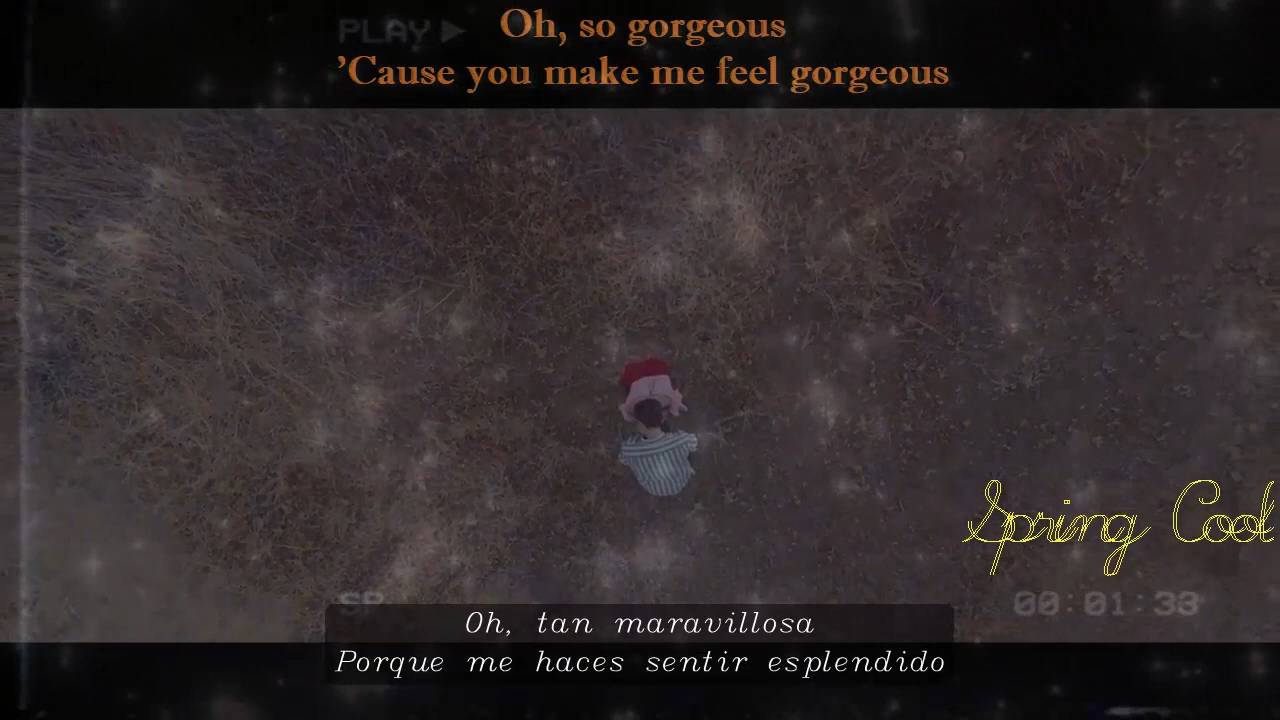 PLAY
Oh, so gorgeous
’Cause you make me feel gorgeous
Spring Cool
SP
00:01:33
Oh, tan maravillosa
Porque me haces sentir esplendido